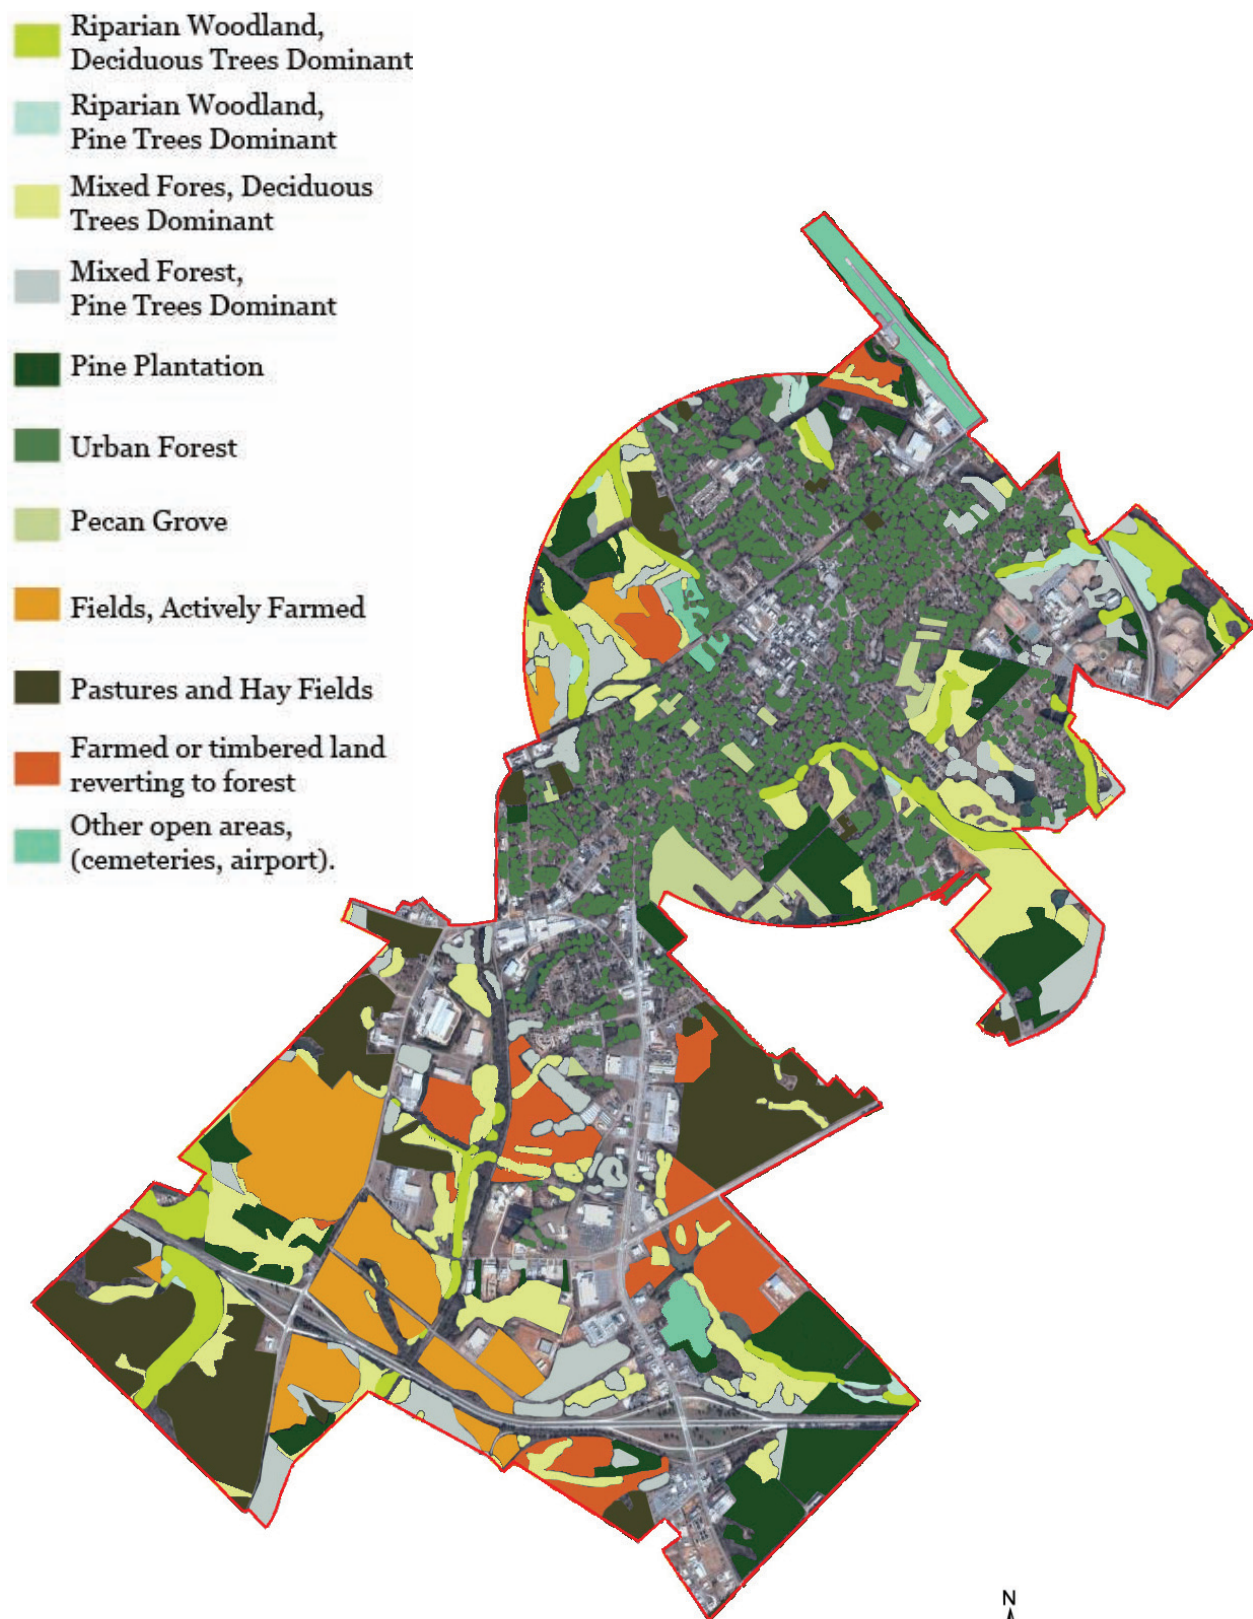 Riparian Woodland,
Deciduous Trees Dominant
Riparian Woodland,
Pine Trees Dominant
Mixed Fores, Deciduous
Trees Dominant
Mixed Forest,
Pine Trees Dominant
Pine Plantation
Urban Forest
Pecan Grove
Fields, Actively Farmed
Pastures and Hay Fields
Farmed or timbered land
reverting to forest
Other open areas,
(cemeteries, airport).
N